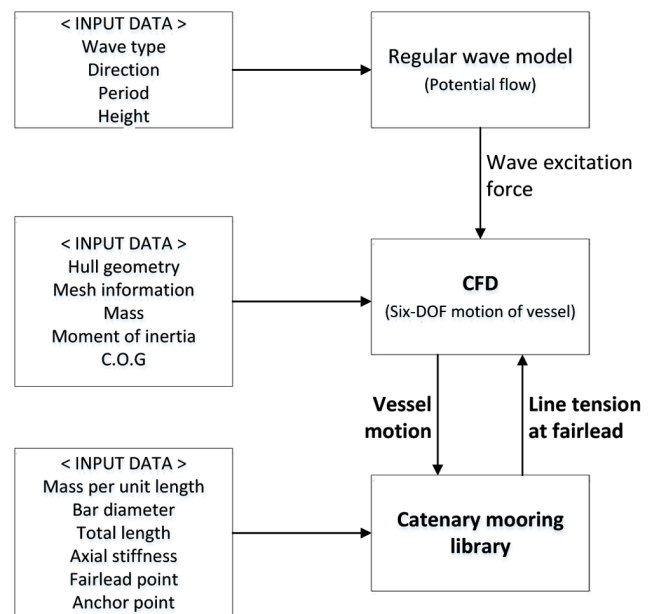 < INPUT DATA >
Wave type
Direction
Period
Height
Regular wave model
(Potential flow)
Wave excitation
force
< INPUT DATA >
Hull geometry
Mesh information
Mass
Moment of inertia
C.O.G
CFD
(Six-DOF motion of vessel)
Vessel
motion
Line tension
at fairlead
< INPUT DATA >
Mass per unit length
Bar diameter
Total length
Axial stiffness
Fairlead point
Anchor point
Catenary mooring
library